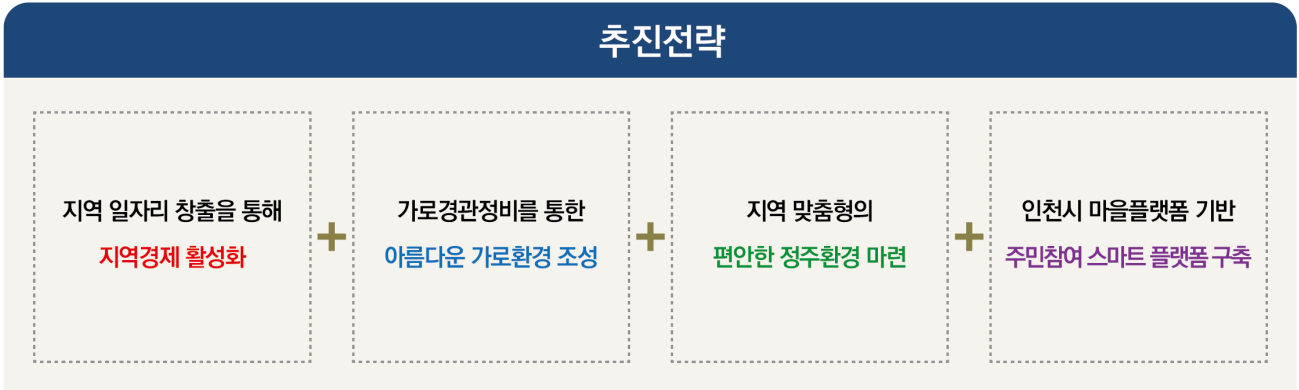 추진전략
지역 일자리 창출을 통해
지역경제 활성화
+
가로경관정비를 통한
아름다운 가로환경 조성
+
지역 맞춤형의
편안한 정주환경 마련
+
인천시 마을플랫폼 기반
주민참여 스마트 플랫폼 구축